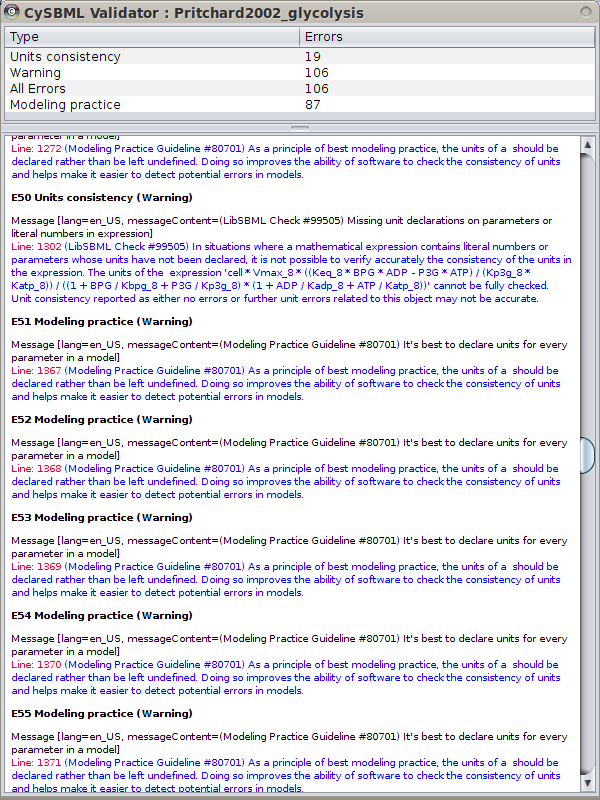 CySBML Validator : Pritchard2002_glycolysis
Type Errors
Units consistency 19
Warning 106
All Errors 106
Modeling practice 87
parameter in a model]
Line: 1272 (Modeling Practice Guideline #80701) As a principle of best modeling practice, the units of a  should be
declared rather than be left undefined. Doing so improves the ability of software to check the consistency of units
and helps make it easier to detect potential errors in models.
E50 Units consistency (Warning)
Message [lang=en_US, messageContent=(LibSBML Check #99505) Missing unit declarations on parameters or
literal numbers in expression]
Line: 1302 (LibSBML Check #99505) In situations where a mathematical expression contains literal numbers or
parameters whose units have not been declared, it is not possible to verify accurately the consistency of the units in
the expression. The units of the  expression 'cell * Vmax_8 * ((Keq_8 * BPG * ADP - P3G * ATP) / (Kp3g_8 *
Katp_8)) / ((1 + BPG / Kbpg_8 + P3G / Kp3g_8) * (1 + ADP / Kadp_8 + ATP / Katp_8))' cannot be fully checked.
Unit consistency reported as either no errors or further unit errors related to this object may not be accurate.
E51 Modeling practice (Warning)
Message [lang=en_US, messageContent=(Modeling Practice Guideline #80701) It's best to declare units for every
parameter in a model]
Line: 1367 (Modeling Practice Guideline #80701) As a principle of best modeling practice, the units of a  should be
declared rather than be left undefined. Doing so improves the ability of software to check the consistency of units
and helps make it easier to detect potential errors in models.
E52 Modeling practice (Warning)
Message [lang=en_US, messageContent=(Modeling Practice Guideline #80701) It's best to declare units for every
parameter in a model]
Line: 1368 (Modeling Practice Guideline #80701) As a principle of best modeling practice, the units of a  should be
declared rather than be left undefined. Doing so improves the ability of software to check the consistency of units
and helps make it easier to detect potential errors in models.
E53 Modeling practice (Warning)
Message [lang=en_US, messageContent=(Modeling Practice Guideline #80701) It's best to declare units for every
parameter in a model]
Line: 1369 (Modeling Practice Guideline #80701) As a principle of best modeling practice, the units of a  should be
declared rather than be left undefined. Doing so improves the ability of software to check the consistency of units
and helps make it easier to detect potential errors in models.
E54 Modeling practice (Warning)
Message [lang=en_US, messageContent=(Modeling Practice Guideline #80701) It's best to declare units for every
parameter in a model]
Line: 1370 (Modeling Practice Guideline #80701) As a principle of best modeling practice, the units of a  should be
declared rather than be left undefined. Doing so improves the ability of software to check the consistency of units
and helps make it easier to detect potential errors in models.
E55 Modeling practice (Warning)
Message [lang=en_US, messageContent=(Modeling Practice Guideline #80701) It's best to declare units for every
parameter in a model]
Line: 1371 (Modeling Practice Guideline #80701) As a principle of best modeling practice, the units of a  should be
declared rather than be left undefined. Doing so improves the ability of software to check the consistency of units
and helps make it easier to detect potential errors in models.